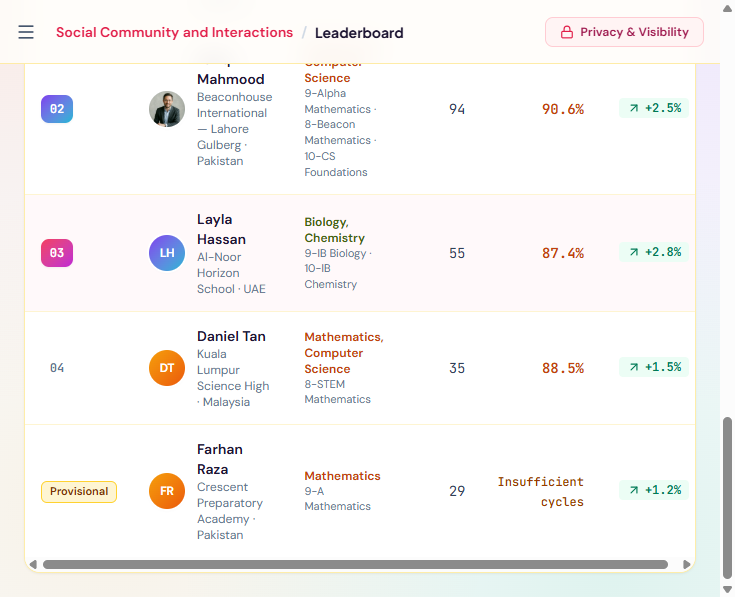 Social Community and Interactions / Leaderboard
Privacy & Visibility
02
Mahmood
Beaconhouse
International
— Lahore
Gulberg ·
Pakistan
Computer
Science
9-Alpha
Mathematics ·
8-Beacon
Mathematics ·
10-CS
Foundations
94
90.6%
+2.5%
03
LH
Layla
Hassan
Al-Noor
Horizon
School · UAE
Biology,
Chemistry
9-IB Biology ·
10-IB
Chemistry
55
87.4%
+2.8%
04
DT
Daniel Tan
Kuala
Lumpur
Science High
· Malaysia
Mathematics,
Computer
Science
8-STEM
Mathematics
35
88.5%
+1.5%
Provisional
FR
Farhan
Raza
Crescent
Preparatory
Academy ·
Pakistan
Mathematics
9-A
Mathematics
29
Insufficient
cycles
+1.2%